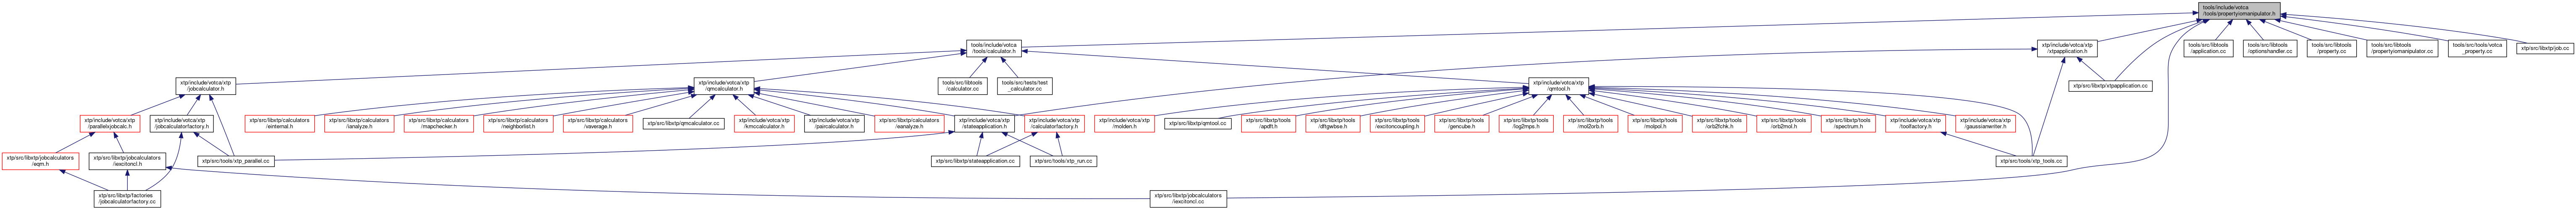 tools/include/votca
/tools/propertyiomanipulator.h
tools/include/votca
/tools/calculator.h
xtp/include/votca/xtp
/xtpapplication.h
tools/src/libtools
/application.cc
tools/src/libtools
/optionshandler.cc
tools/src/libtools
/property.cc
tools/src/libtools
/propertyiomanipulator.cc
tools/src/tools/votca
_property.cc
xtp/src/libxtp/job.cc
xtp/include/votca/xtp
/jobcalculator.h
xtp/include/votca/xtp
/qmcalculator.h
tools/src/libtools
/calculator.cc
tools/src/tests/test
_calculator.cc
xtp/include/votca/xtp
/qmtool.h
xtp/src/libxtp/xtpapplication.cc
xtp/include/votca/xtp
/parallelxjobcalc.h
xtp/include/votca/xtp
/jobcalculatorfactory.h
xtp/src/libxtp/calculators
/einternal.h
xtp/src/libxtp/calculators
/ianalyze.h
xtp/src/libxtp/calculators
/mapchecker.h
xtp/src/libxtp/calculators
/neighborlist.h
xtp/src/libxtp/calculators
/vaverage.h
xtp/src/libxtp/qmcalculator.cc
xtp/include/votca/xtp
/kmccalculator.h
xtp/include/votca/xtp
/paircalculator.h
xtp/src/libxtp/calculators
/eanalyze.h
xtp/include/votca/xtp
/stateapplication.h
xtp/include/votca/xtp
/calculatorfactory.h
xtp/include/votca/xtp
/molden.h
xtp/src/libxtp/qmtool.cc
xtp/src/libxtp/tools
/apdft.h
xtp/src/libxtp/tools
/dftgwbse.h
xtp/src/libxtp/tools
/excitoncoupling.h
xtp/src/libxtp/tools
/gencube.h
xtp/src/libxtp/tools
/log2mps.h
xtp/src/libxtp/tools
/mol2orb.h
xtp/src/libxtp/tools
/molpol.h
xtp/src/libxtp/tools
/orb2fchk.h
xtp/src/libxtp/tools
/orb2mol.h
xtp/src/libxtp/tools
/spectrum.h
xtp/include/votca/xtp
/toolfactory.h
xtp/include/votca/xtp
/gaussianwriter.h
xtp/src/libxtp/jobcalculators
/eqm.h
xtp/src/libxtp/jobcalculators
/iexcitoncl.h
xtp/src/tools/xtp_parallel.cc
xtp/src/libxtp/stateapplication.cc
xtp/src/tools/xtp_run.cc
xtp/src/tools/xtp_tools.cc
xtp/src/libxtp/factories
/jobcalculatorfactory.cc
xtp/src/libxtp/jobcalculators
/iexcitoncl.cc